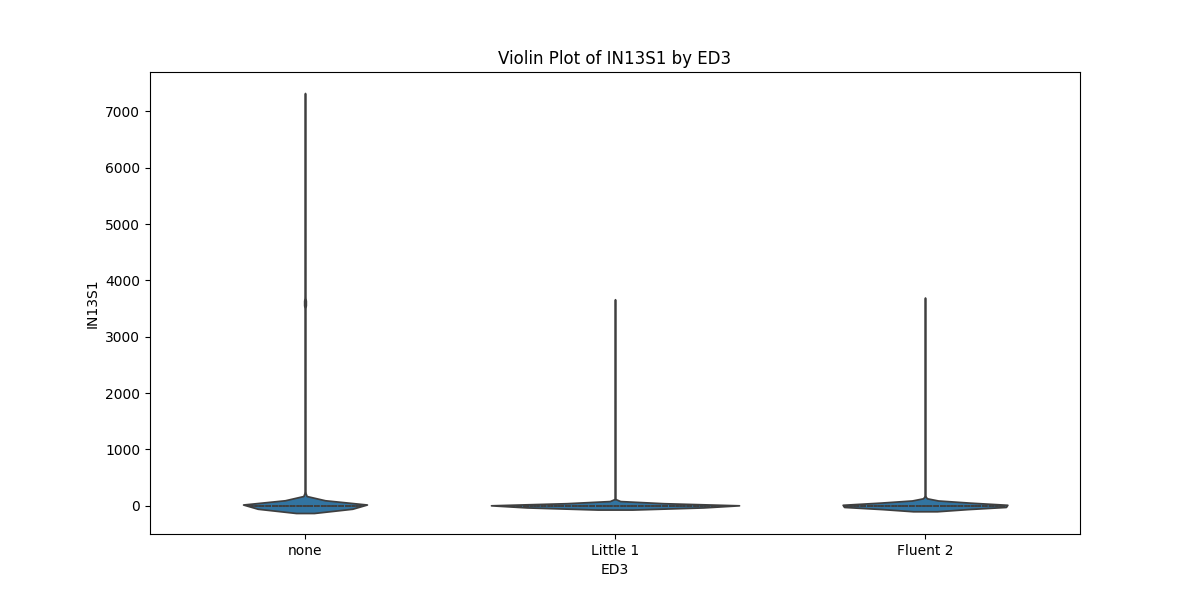 Violin Plot of IN13S1 by ED3
7000
6000
5000
4000
3000
2000
1000
0
IN13S1
none
Little 1
Fluent 2
ED3